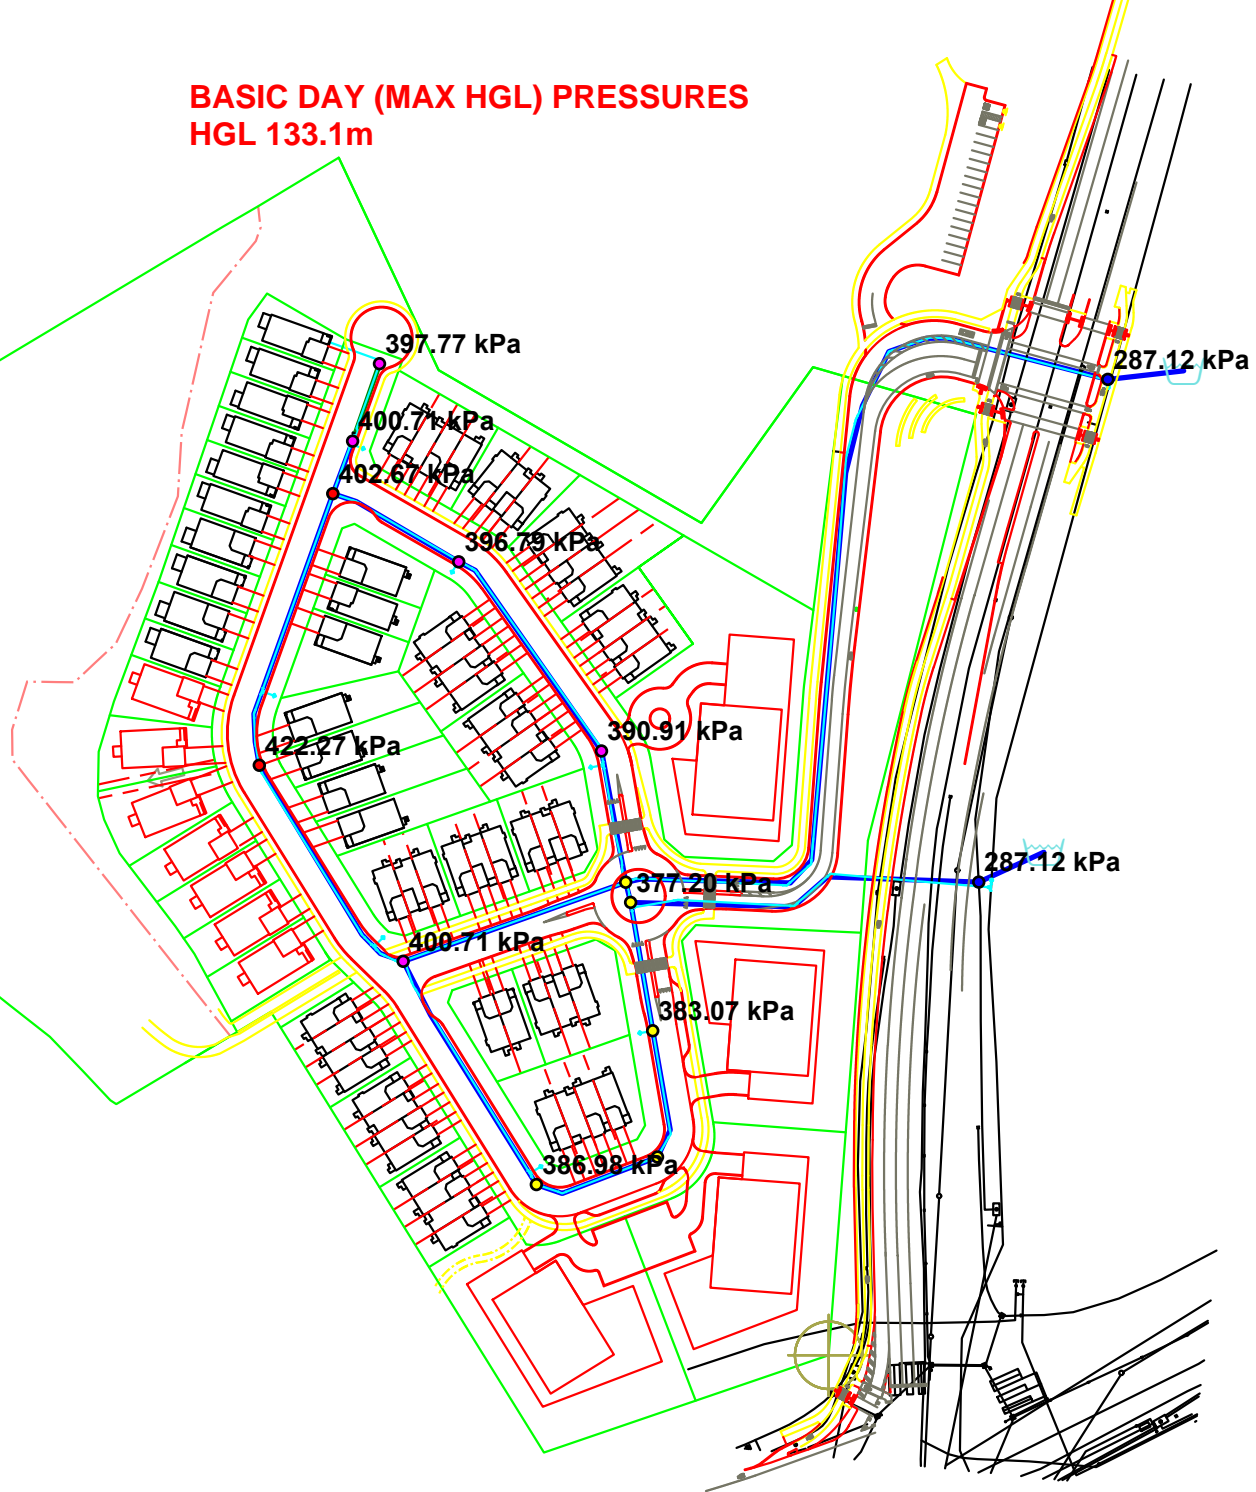 BASIC DAY (MAX HGL) PRESSURES
HGL 133.1m
397.77 kPa
287.12 kPa
400.71 kPa
402.67 kPa
396.79 kPa
390.91 kPa
422.27 kPa
287.12 kPa
377.20 kPa
400.71 kPa
383.07 kPa
386.98 kPa